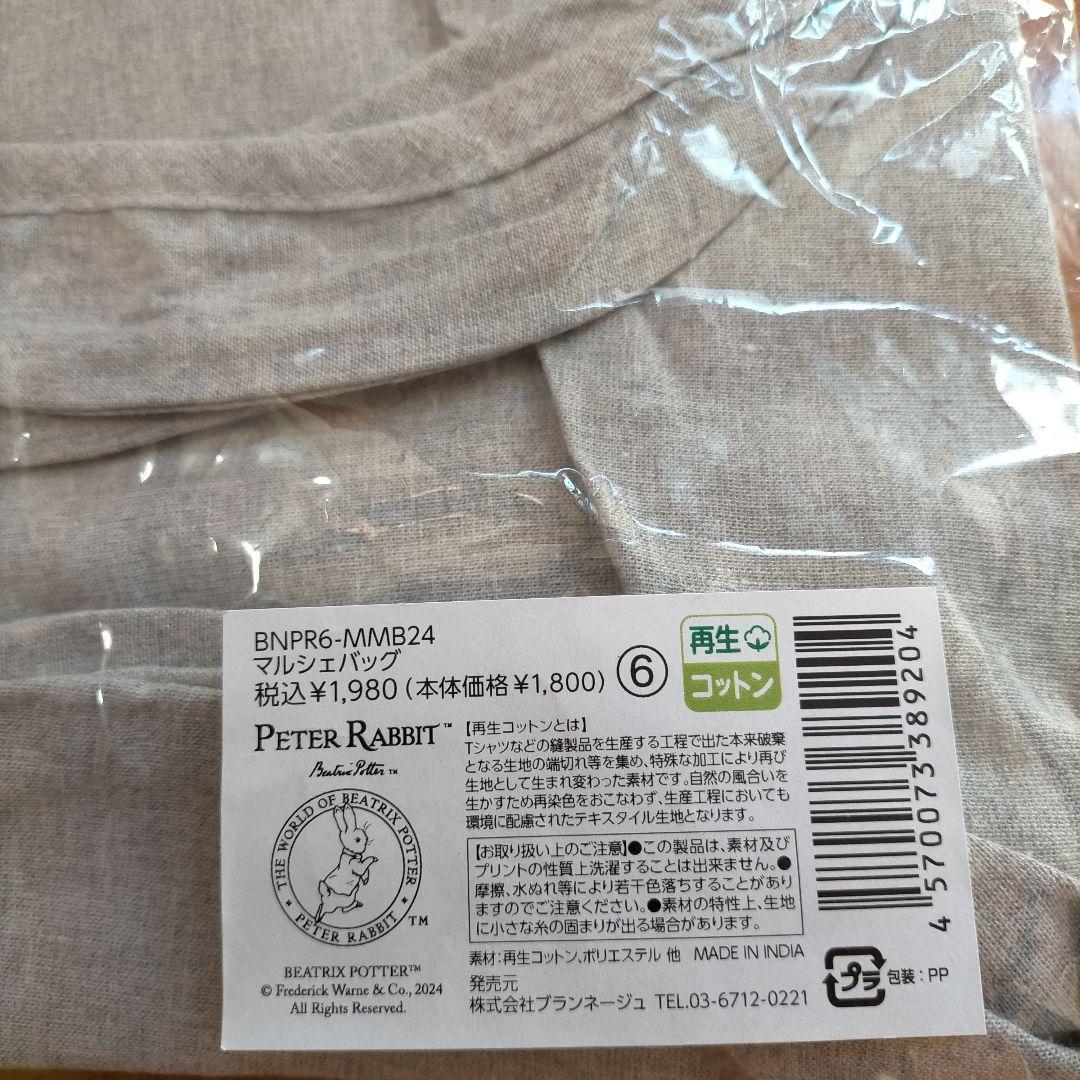 BNPR6-MMB24
マルシェバッグ
税込¥1,980(本体価格¥1,800)
⑥
再生
コットン
PETER RABBIT™
Beatrix Potter™
THE WORLD OF BEATRIX POTTER
PETER RABBIT
TM
BEATRIX POTTER™
© Frederick Warne & Co., 2024
All Rights Reserved.
【再生コットンとは】
Tシャツなどの縫製品を生産する工程で出た本来破棄
となる生地の端切れ等を集め、特殊な加工により再び
生地として生まれ変わった素材です。自然の風合いを
生かすため再染色をおこなわず、生産工程においても
環境に配慮されたテキスタイル生地となります。
【お取り扱い上のご注意】●この製品は、素材及び
プリントの性質上洗濯することは出来ません。●
摩擦、水ぬれ等により若干色落ちすることがあり
ますのでご注意ください。●素材の特性上、生地
に小さな糸の固まりが出る場合があります。
素材:再生コットン、ポリエステル 他 MADE IN INDIA
発売元
株式会社ブランネージュ TEL.03-6712-0221
4570073389204
プラ
包装:PP